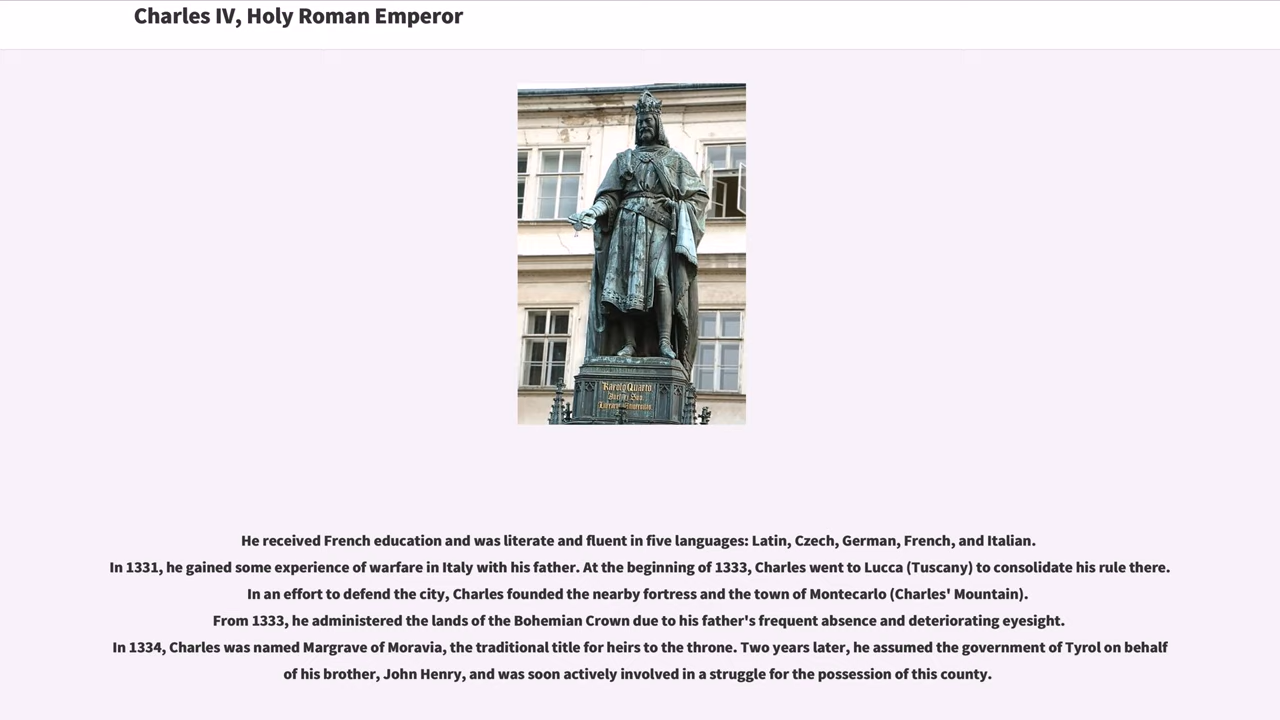 Charles IV, Holy Roman Emperor
Karolo Quarto
He received French education and was literate and fluent in five languages: Latin, Czech, German, French, and Italian.
In 1331, he gained some experience of warfare in Italy with his father. At the beginning of 1333, Charles went to Lucca (Tuscany) to consolidate his rule there.
In an effort to defend the city, Charles founded the nearby fortress and the town of Montecarlo (Charles' Mountain).
From 1333, he administered the lands of the Bohemian Crown due to his father's frequent absence and deteriorating eyesight.
In 1334, Charles was named Margrave of Moravia, the traditional title for heirs to the throne. Two years later, he assumed the government of Tyrol on behalf
of his brother, John Henry, and was soon actively involved in a struggle for the possession of this county.